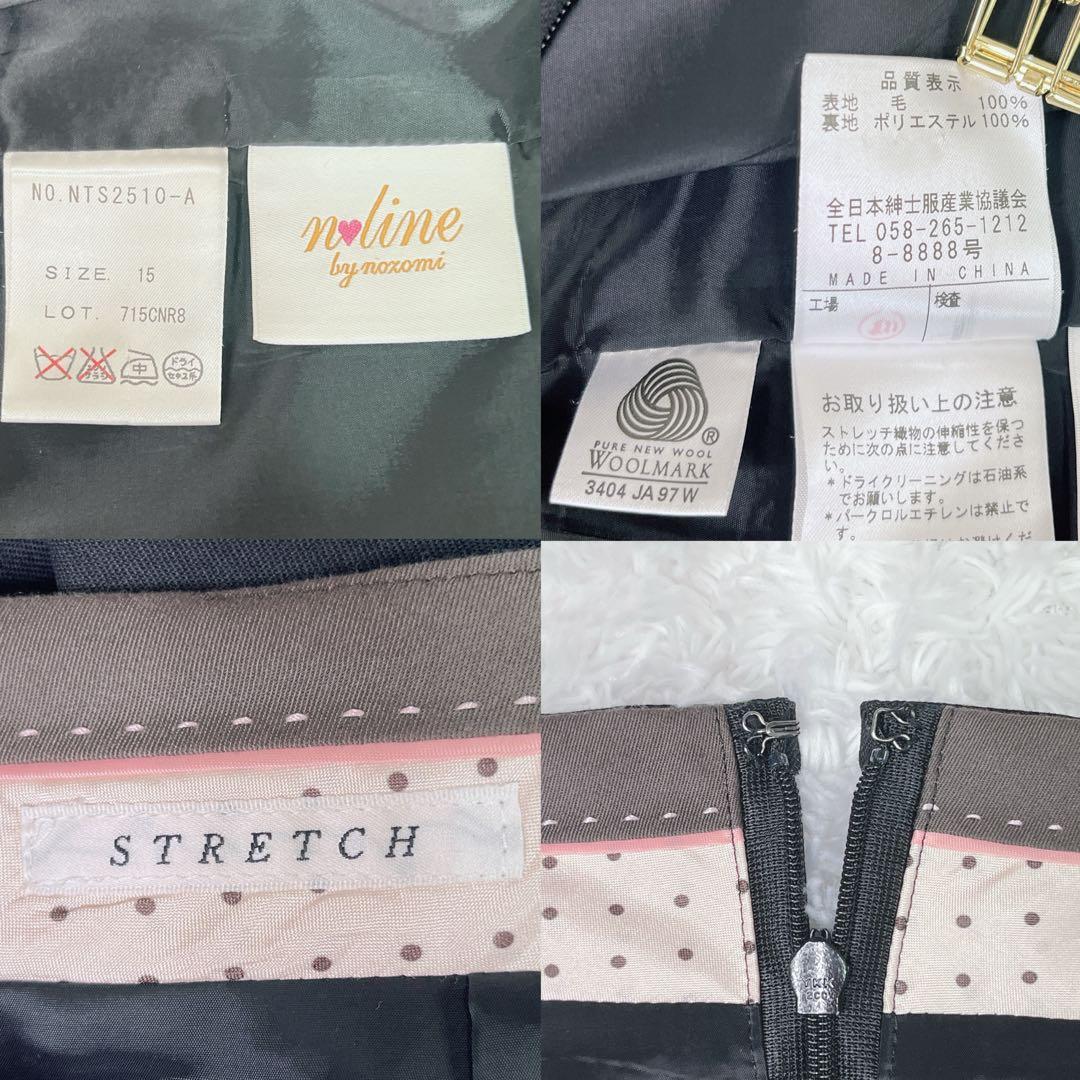 NO.NTS2510-A
SIZE. 15
LOT. 715CNR8
中
ドライ
セキユ系
n♥line
by nozomi
品質表示
表地 毛 100%
裏地 ポリエステル 100%
全日本紳士服産業協議会
TEL 058-265-1212
8-8888号
MADE IN CHINA
工場 検査
PURE NEW WOOL
WOOLMARK
3404 JA97W
®
お取り扱い上の注意
ストレッチ織物の伸縮性を保つ
ために次の点に注意してくださ
い。
*ドライクリーニングは石油系
でお願いします。
*パークロルエチレンは禁止で
す。
STRETCH
YKK